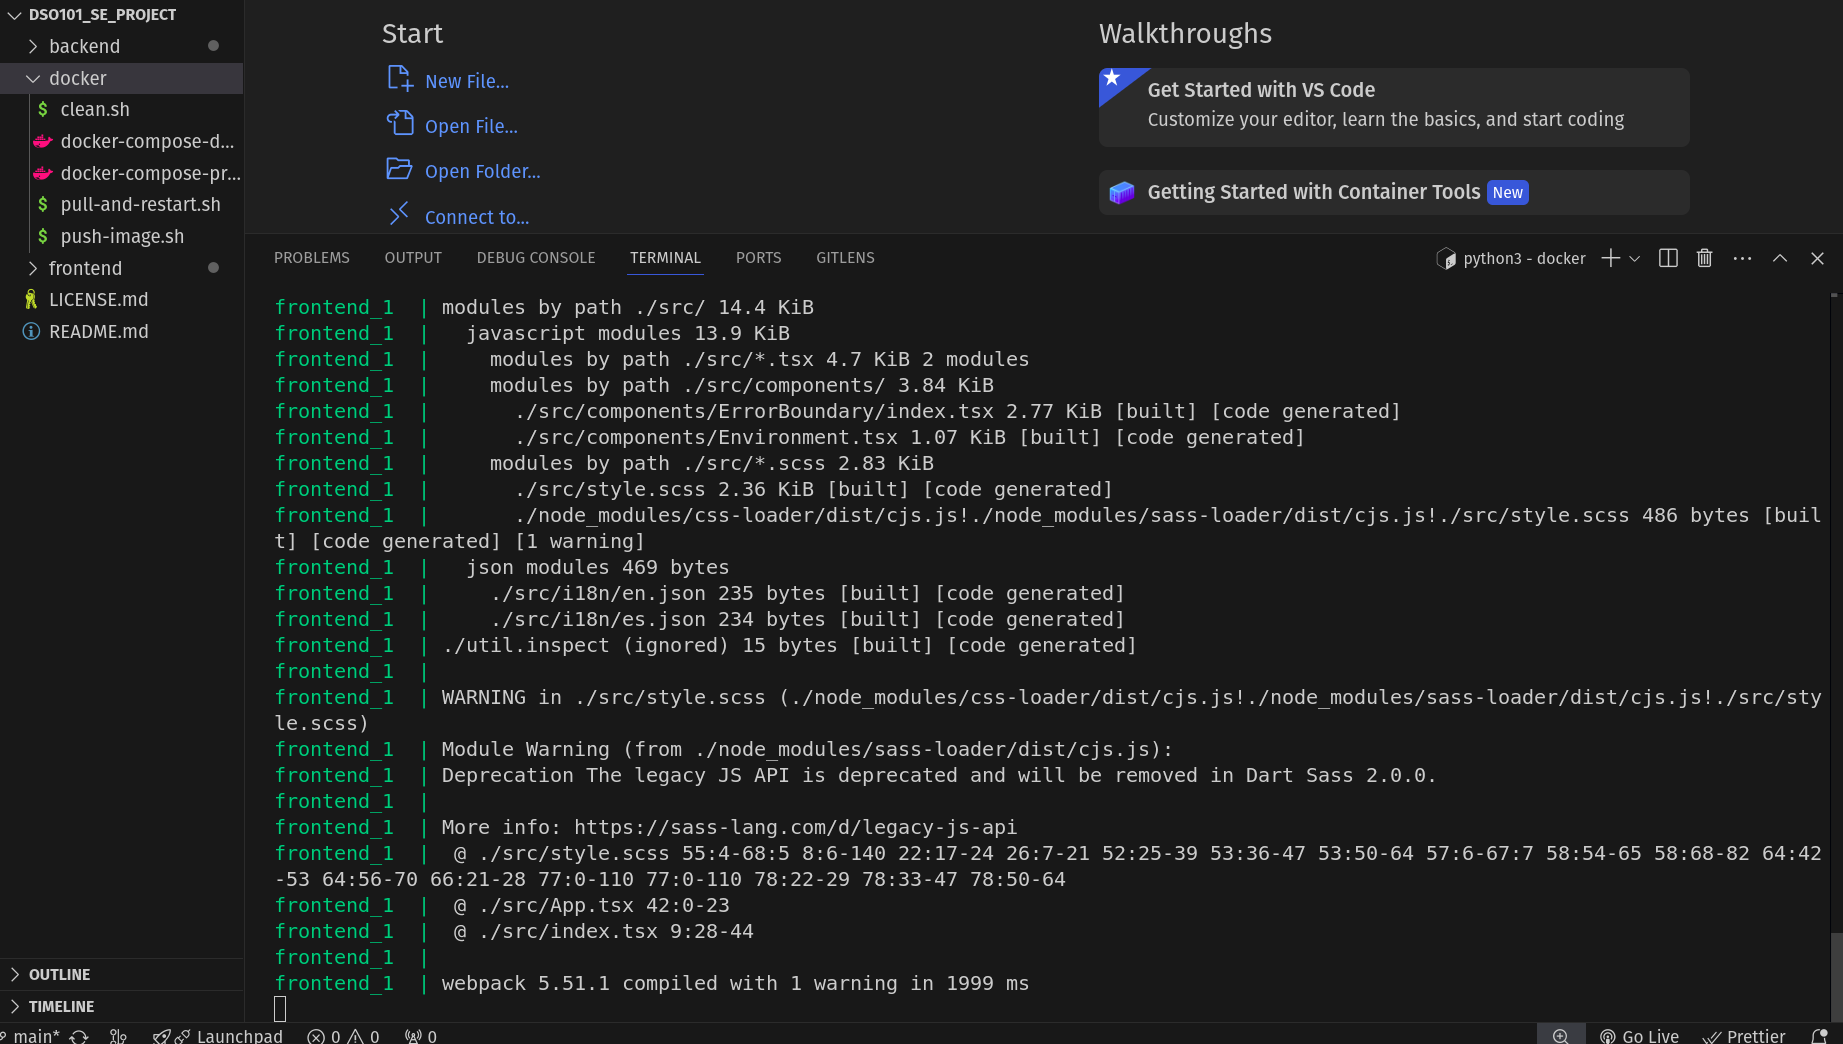 DSO101_SE_PROJECT
backend
docker
clean.sh
docker-compose-d...
docker-compose-pr...
pull-and-restart.sh
push-image.sh
frontend
LICENSE.md
README.md
OUTLINE
TIMELINE
Start
New File...
Open File...
Open Folder...
Connect to...
Walkthroughs
Get Started with VS Code
Customize your editor, learn the basics, and start coding
Getting Started with Container Tools New
PROBLEMS OUTPUT DEBUG CONSOLE TERMINAL PORTS GITLENS
python3 - docker
frontend_1 | modules by path ./src/ 14.4 KiB
frontend_1 | javascript modules 13.9 KiB
frontend_1 | modules by path ./src/*.tsx 4.7 KiB 2 modules
frontend_1 | modules by path ./src/components/ 3.84 KiB
frontend_1 | ./src/components/ErrorBoundary/index.tsx 2.77 KiB [built] [code generated]
frontend_1 | ./src/components/Environment.tsx 1.07 KiB [built] [code generated]
frontend_1 | modules by path ./src/*.scss 2.83 KiB
frontend_1 | ./src/style.scss 2.36 KiB [built] [code generated]
frontend_1 | ./node_modules/css-loader/dist/cjs.js!./node_modules/sass-loader/dist/cjs.js!./src/style.scss 486 bytes [buil
t] [code generated] [1 warning]
frontend_1 | json modules 469 bytes
frontend_1 | ./src/i18n/en.json 235 bytes [built] [code generated]
frontend_1 | ./src/i18n/es.json 234 bytes [built] [code generated]
frontend_1 | ./util.inspect (ignored) 15 bytes [built] [code generated]
frontend_1 |
frontend_1 | WARNING in ./src/style.scss (./node_modules/css-loader/dist/cjs.js!./node_modules/sass-loader/dist/cjs.js!./src/sty
le.scss)
frontend_1 | Module Warning (from ./node_modules/sass-loader/dist/cjs.js):
frontend_1 | Deprecation The legacy JS API is deprecated and will be removed in Dart Sass 2.0.0.
frontend_1 |
frontend_1 | More info: https://sass-lang.com/d/legacy-js-api
frontend_1 | @ ./src/style.scss 55:4-68:5 8:6-140 22:17-24 26:7-21 52:25-39 53:36-47 53:50-64 57:6-67:7 58:54-65 58:68-82 64:42
-53 64:56-70 66:21-28 77:0-110 77:0-110 78:22-29 78:33-47 78:50-64
frontend_1 | @ ./src/App.tsx 42:0-23
frontend_1 | @ ./src/index.tsx 9:28-44
frontend_1 |
frontend_1 | webpack 5.51.1 compiled with 1 warning in 1999 ms
main* Launchpad 0 0 0 Go Live Prettier